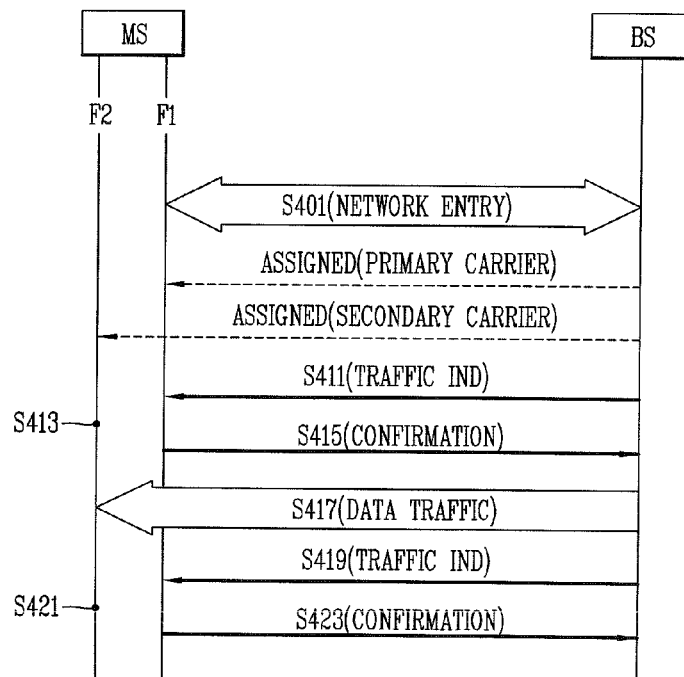 MS
BS
F2
F1
S401(NETWORK ENTRY)
ASSIGNED(PRIMARY CARRIER)
ASSIGNED(SECONDARY CARRIER)
S411(TRAFFIC IND)
S413
S415(CONFIRMATION)
S417(DATA TRAFFIC)
S419(TRAFFIC IND)
S421
S423(CONFIRMATION)